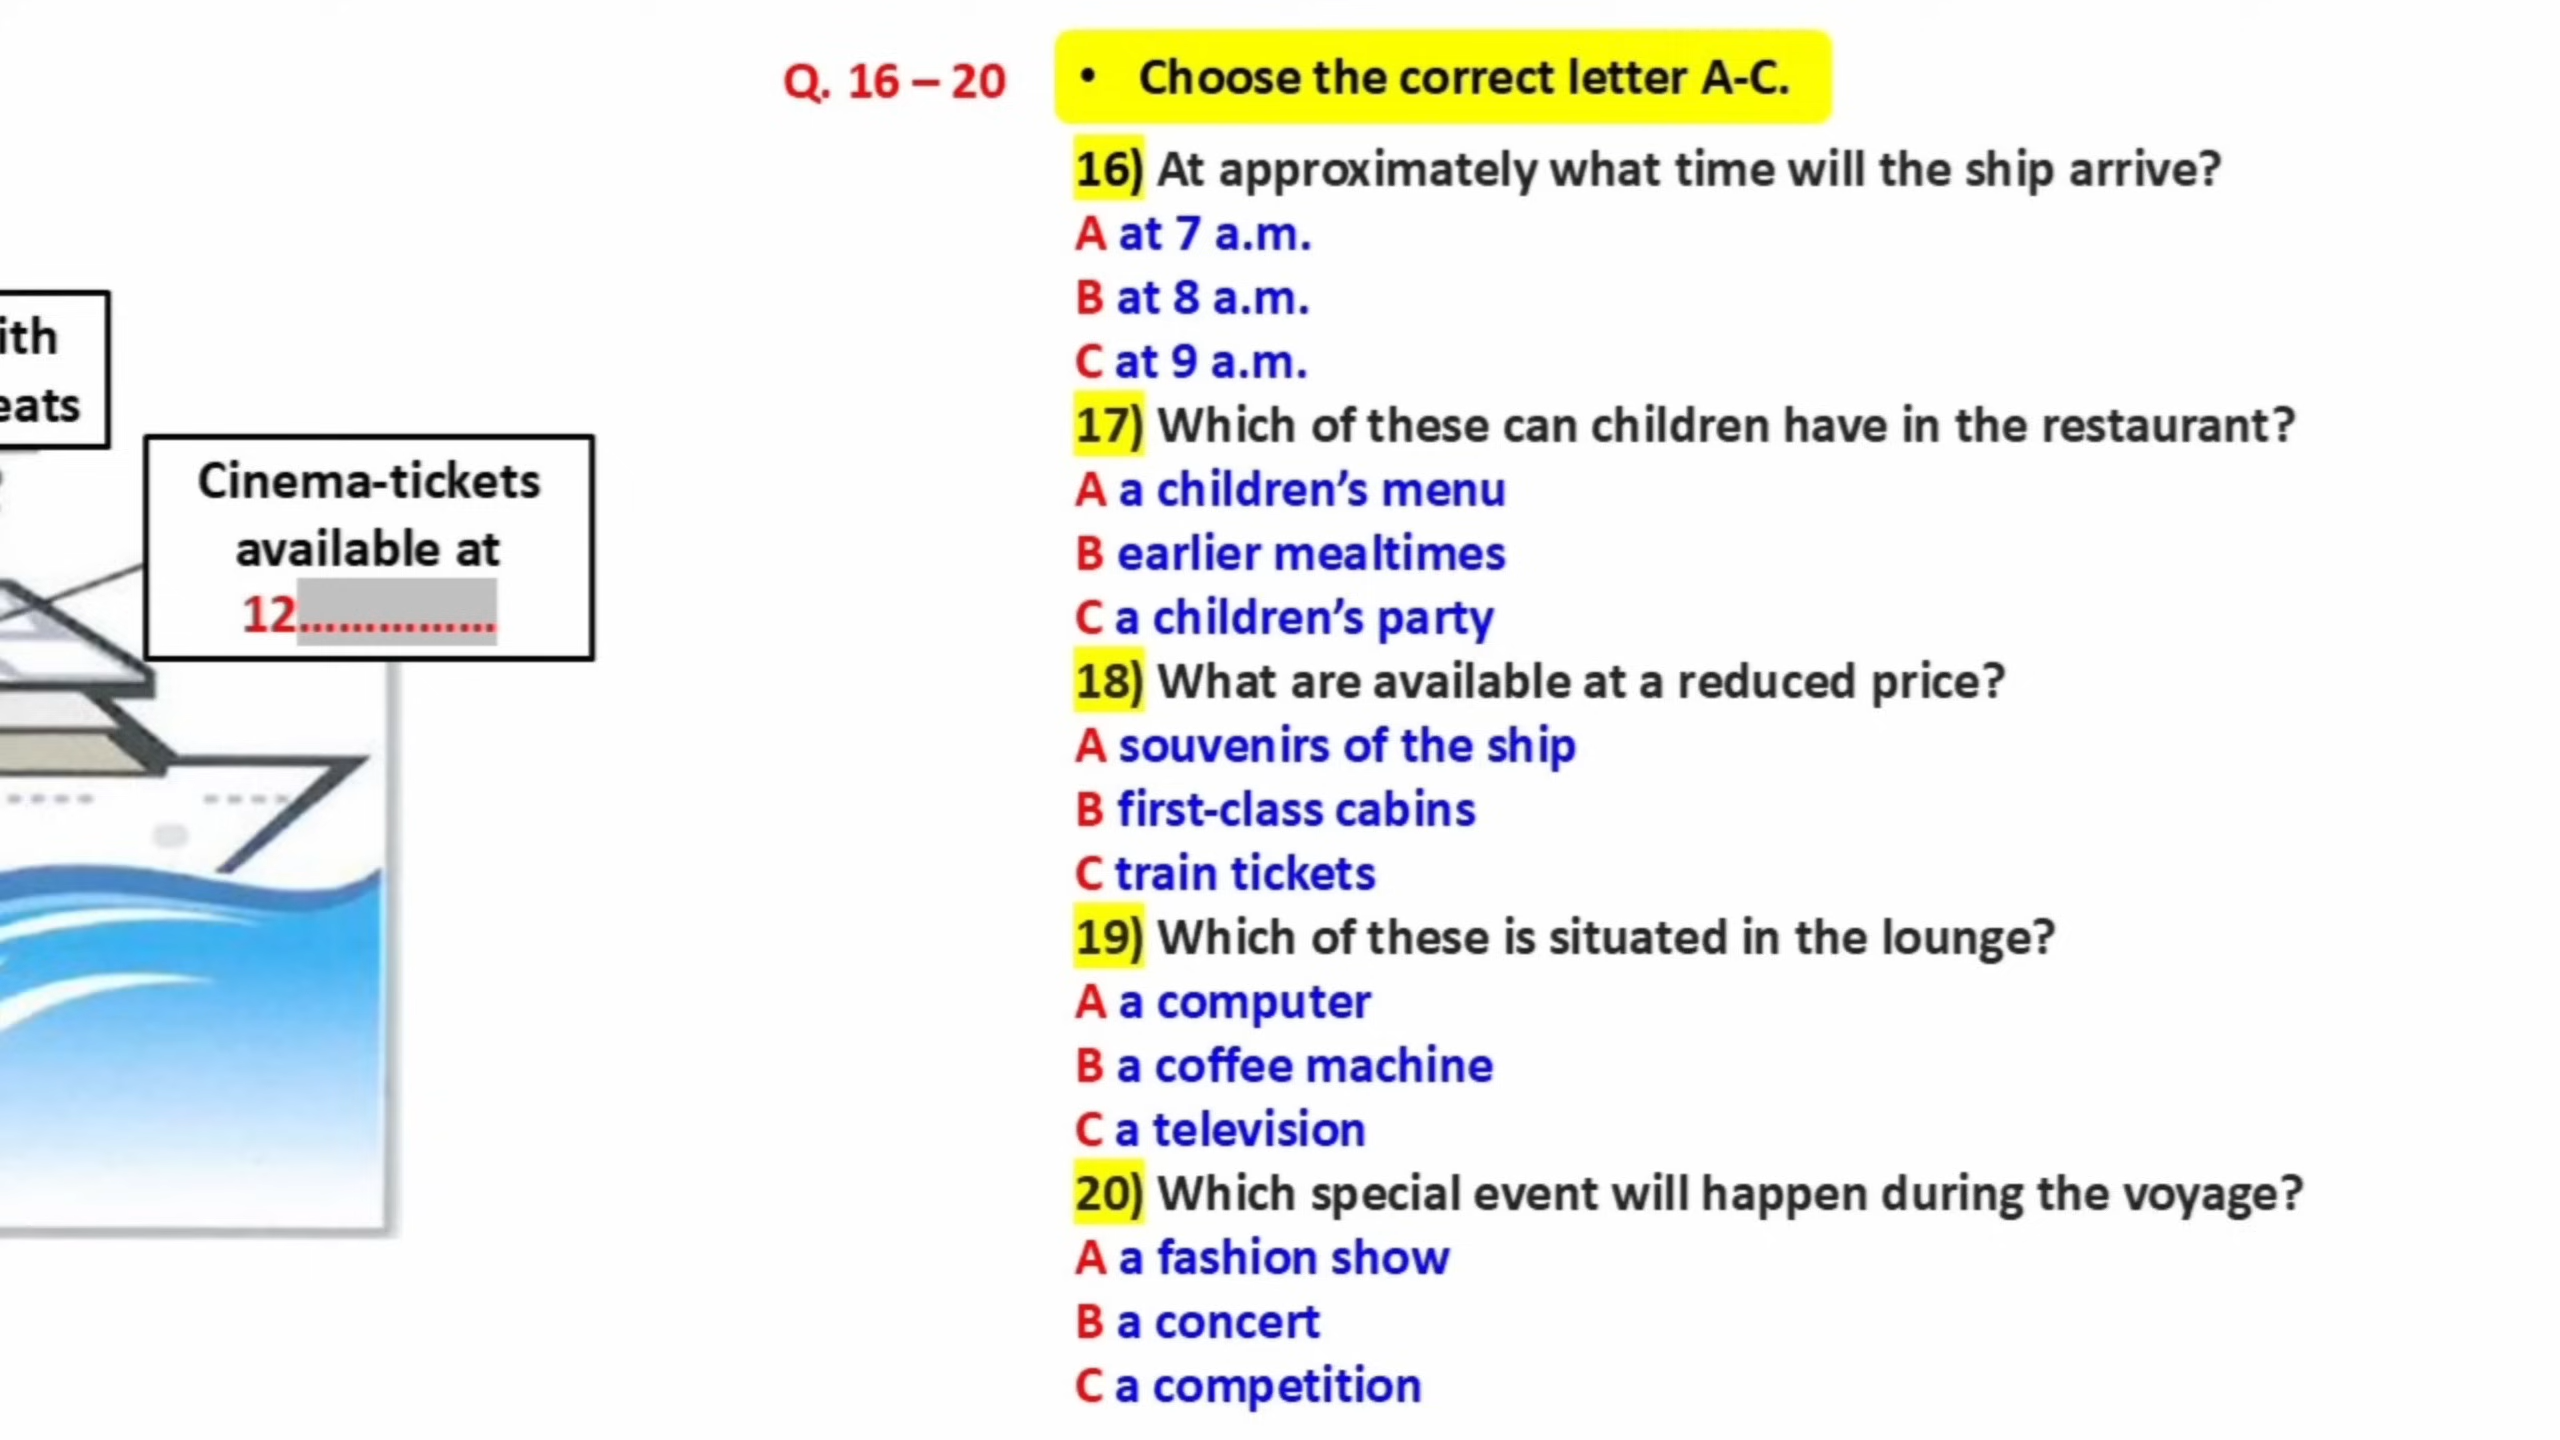 Q. 16 – 20
• Choose the correct letter A-C.
16) At approximately what time will the ship arrive?
A at 7 a.m.
B at 8 a.m.
C at 9 a.m.
17) Which of these can children have in the restaurant?
A a children's menu
B earlier mealtimes
C a children's party
18) What are available at a reduced price?
A souvenirs of the ship
B first-class cabins
C train tickets
19) Which of these is situated in the lounge?
A a computer
B a coffee machine
C a television
20) Which special event will happen during the voyage?
A a fashion show
B a concert
C a competition
Cinema-tickets
available at
12...............